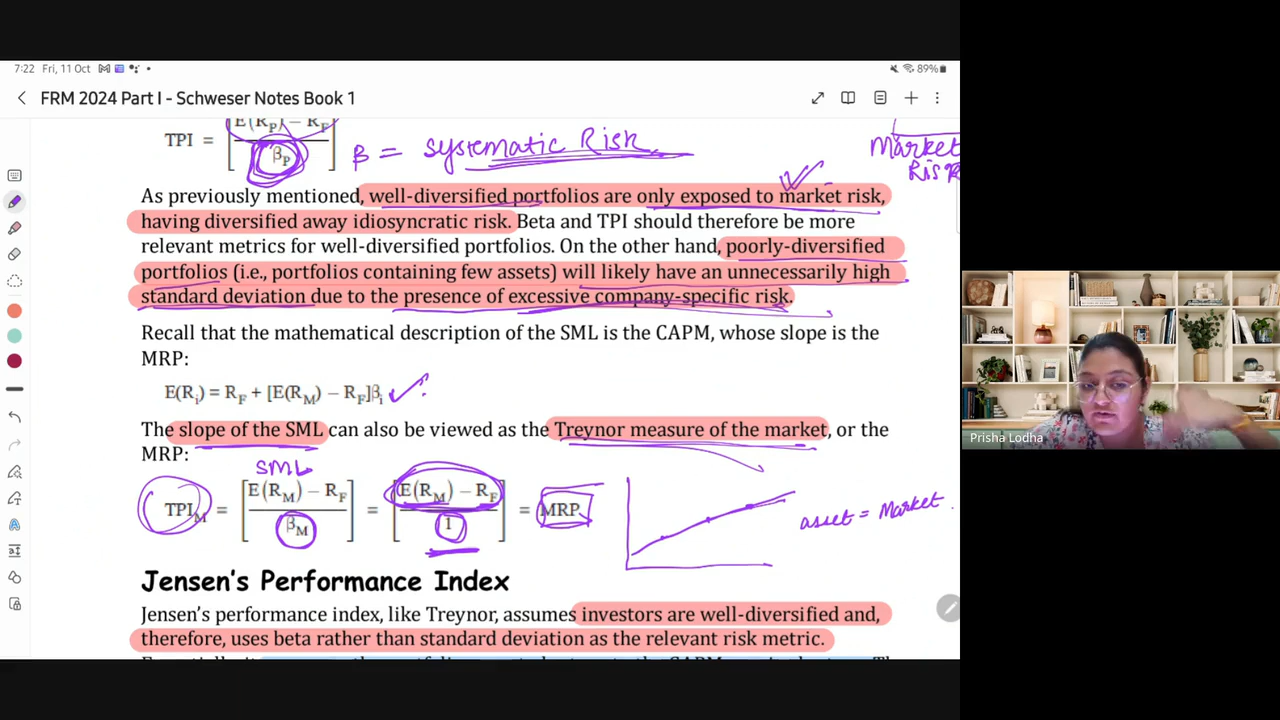 7:22 Fri, 11 Oct
89%
FRM 2024 Part I - Schweser Notes Book 1
E(RP) − RF
TPI =
βP
β = systematic Risk
Market
RISK
As previously mentioned, well-diversified portfolios are only exposed to market risk,
having diversified away idiosyncratic risk. Beta and TPI should therefore be more
relevant metrics for well-diversified portfolios. On the other hand, poorly-diversified
portfolios (i.e., portfolios containing few assets) will likely have an unnecessarily high
standard deviation due to the presence of excessive company-specific risk.
Recall that the mathematical description of the SML is the CAPM, whose slope is the
MRP:
E(Ri) = RF + [E(RM) − RF]βi
The slope of the SML can also be viewed as the Treynor measure of the market, or the
MRP:
SML
TPIM = [E(RM) − RF / βM] = [E(RM) − RF / 1] = MRP
asset = Market.
Jensen's Performance Index
Jensen's performance index, like Treynor, assumes investors are well-diversified and,
therefore, uses beta rather than standard deviation as the relevant risk metric.
Prisha Lodha